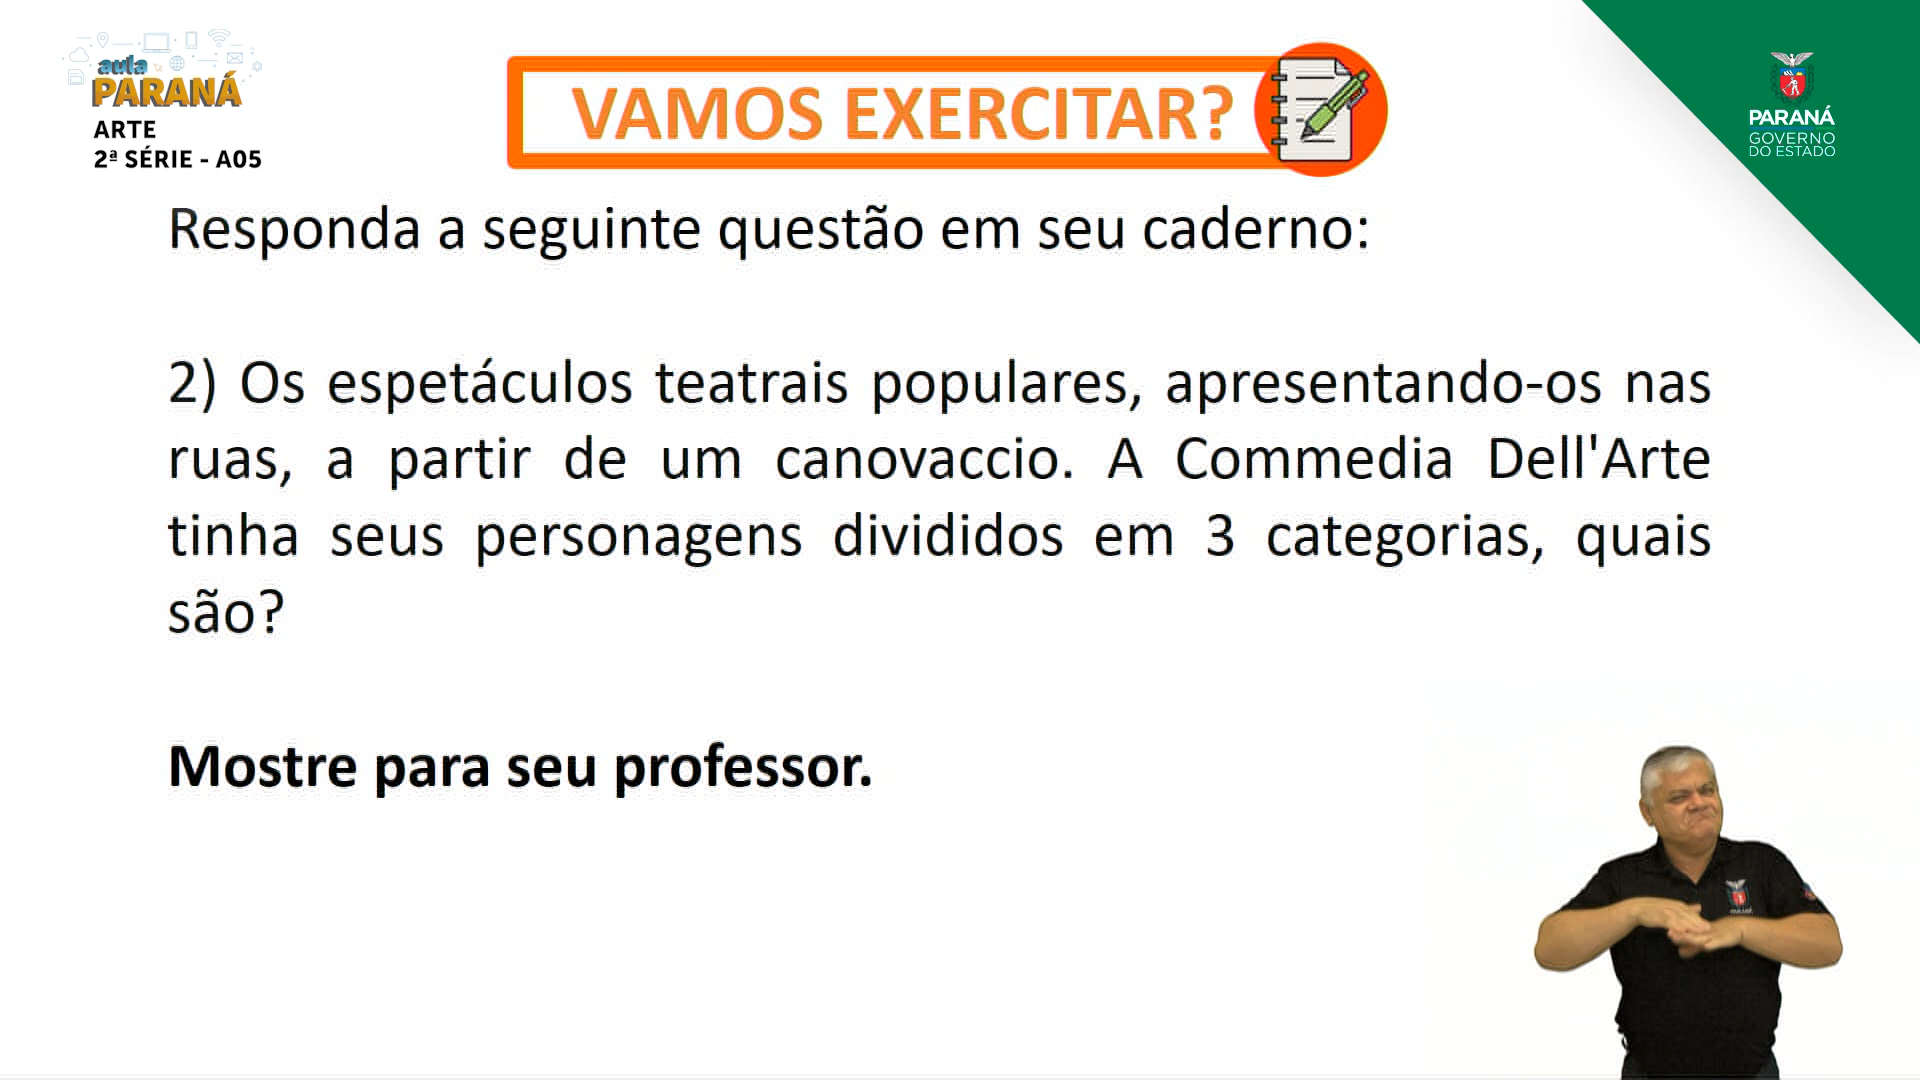 aula
PARANÁ
ARTE
2ª SÉRIE - A05
VAMOS EXERCITAR?
PARANÁ
GOVERNO
DO ESTADO
Responda a seguinte questão em seu caderno:
2) Os espetáculos teatrais populares, apresentando-os nas
ruas, a partir de um canovaccio. A Commedia Dell'Arte
tinha seus personagens divididos em 3 categorias, quais
são?
Mostre para seu professor.